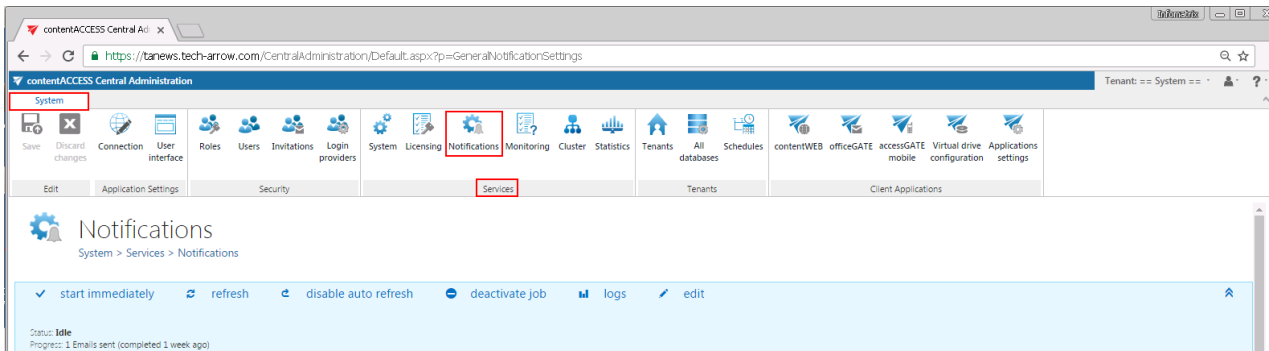 Infometrix
contentACCESS Central Ad
https://tanews.tech-arrow.com/CentralAdministration/Default.aspx?p=GeneralNotificationSettings
contentACCESS Central Administration
Tenant: == System ==
?
System
Save
Discard changes
Connection
User interface
Roles
Users
Invitations
Login providers
System
Licensing
Notifications
Monitoring
Cluster
Statistics
Tenants
All databases
Schedules
contentWEB
officeGATE
accessGATE mobile
Virtual drive configuration
Applications settings
Edit
Application Settings
Security
Services
Tenants
Client Applications
Notifications
System > Services > Notifications
start immediately
refresh
disable auto refresh
deactivate job
logs
edit
Status: Idle
Progress: 1 Emails sent (completed 1 week ago)